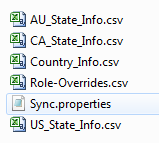 AU_State_Info.csv
CA_State_Info.csv
Country_Info.csv
Role-Overrides.csv
Sync.properties
US_State_Info.csv